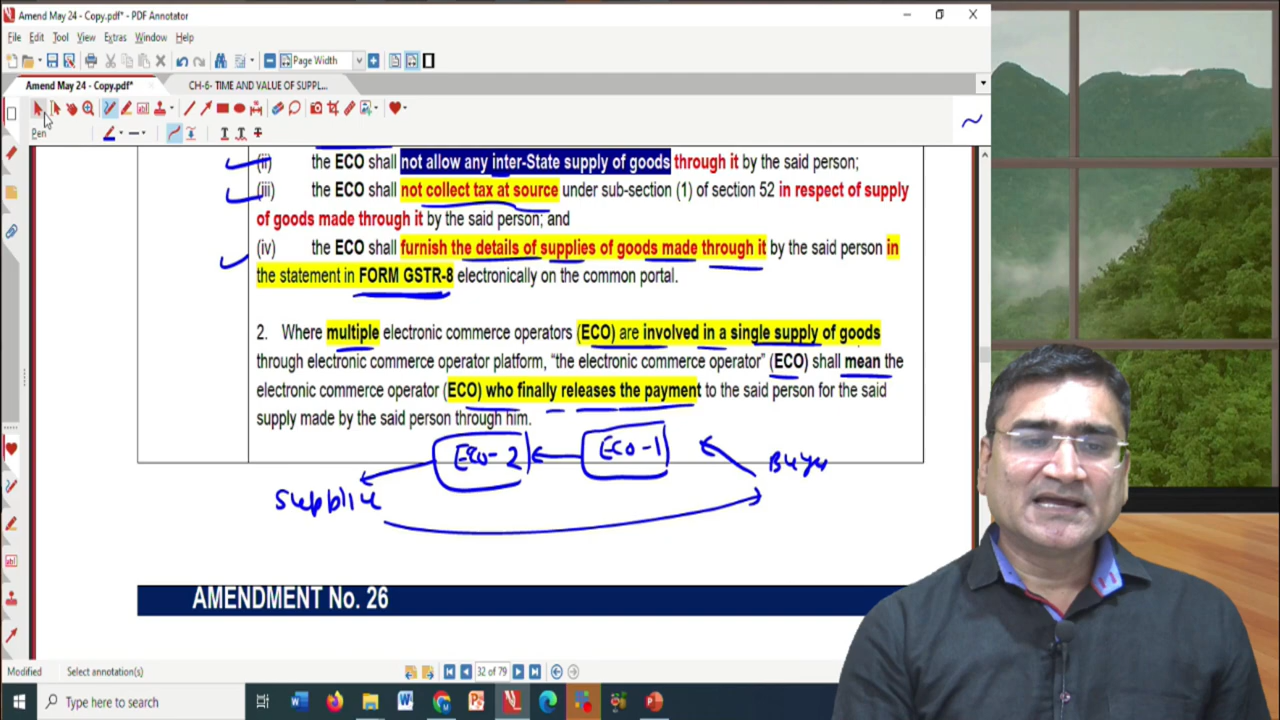 Amend May 24 - Copy.pdf* - PDF Annotator
File Edit Tool View Extras Window Help
Page Width
Amend May 24 - Copy.pdf* CH-6- TIME AND VALUE OF SUPPL...
Pen
(ii) the ECO shall not allow any inter-State supply of goods through it by the said person;
(iii) the ECO shall not collect tax at source under sub-section (1) of section 52 in respect of supply
of goods made through it by the said person; and
(iv) the ECO shall furnish the details of supplies of goods made through it by the said person in
the statement in FORM GSTR-8 electronically on the common portal.
2. Where multiple electronic commerce operators (ECO) are involved in a single supply of goods
through electronic commerce operator platform, “the electronic commerce operator” (ECO) shall mean the
electronic commerce operator (ECO) who finally releases the payment to the said person for the said
supply made by the said person through him.
Eco-2 ECO-1 Buyer
Supplie
AMENDMENT No. 26
Modified Select annotation(s) 32 of 79
Type here to search